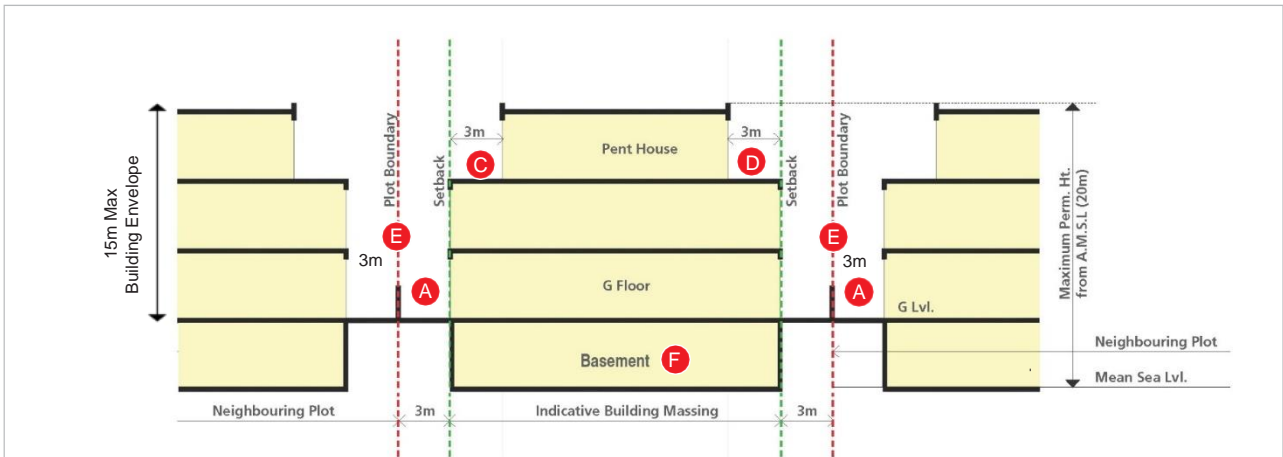 15m Max
Building Envelope
Plot Boundary
Setback
3m
C
Pent House
3m
D
Setback
Plot Boundary
Maximum Perm. Ht.
from A.M.S.L (20m)
E
3m
A
G Floor
E
3m
A
G Lvl.
Basement
F
Neighbouring Plot
Mean Sea Lvl.
Neighbouring Plot
3m
Indicative Building Massing
3m